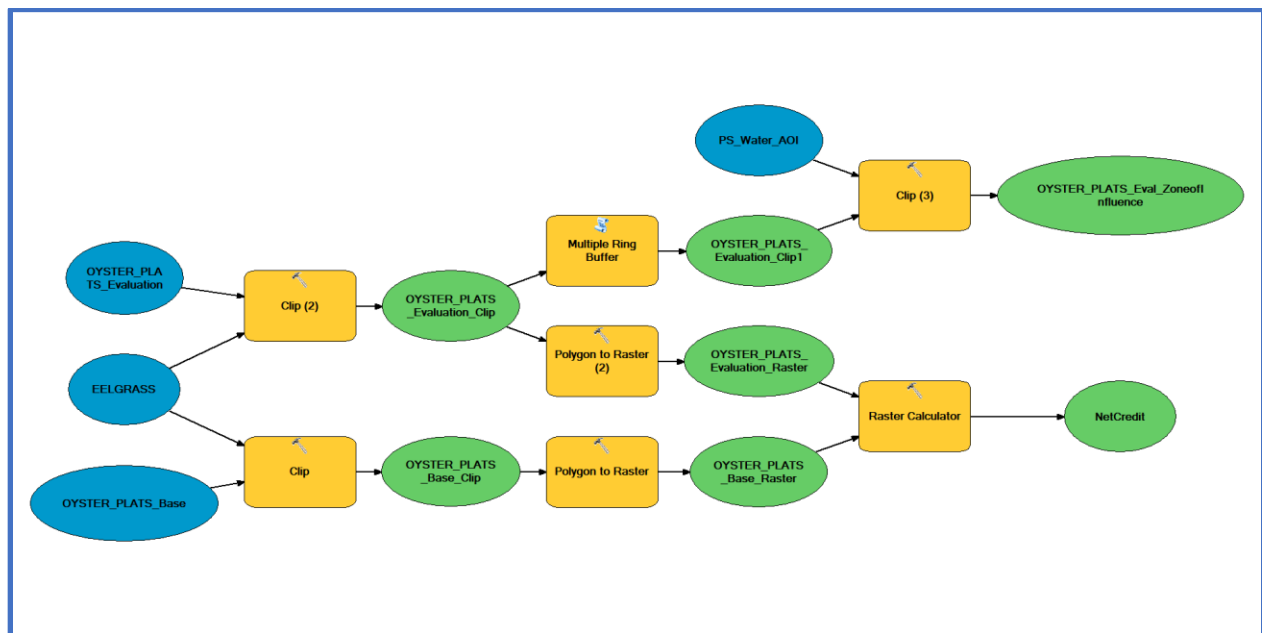 PS_Water_AOI
Clip (3)
OYSTER_PLATS_Eval_Zoneofl
nfluence
Multiple Ring
Buffer
OYSTER_PLATS_
Evaluation_Clip1
OYSTER_PLA
TS_Evaluation
Clip (2)
OYSTER_PLATS
_Evaluation_Clip
Polygon to Raster
(2)
OYSTER_PLATS_
Evaluation_Raster
EELGRASS
Raster Calculator
NetCredit
Clip
OYSTER_PLATS
_Base_Clip
Polygon to Raster
OYSTER_PLATS
_Base_Raster
OYSTER_PLATS_Base